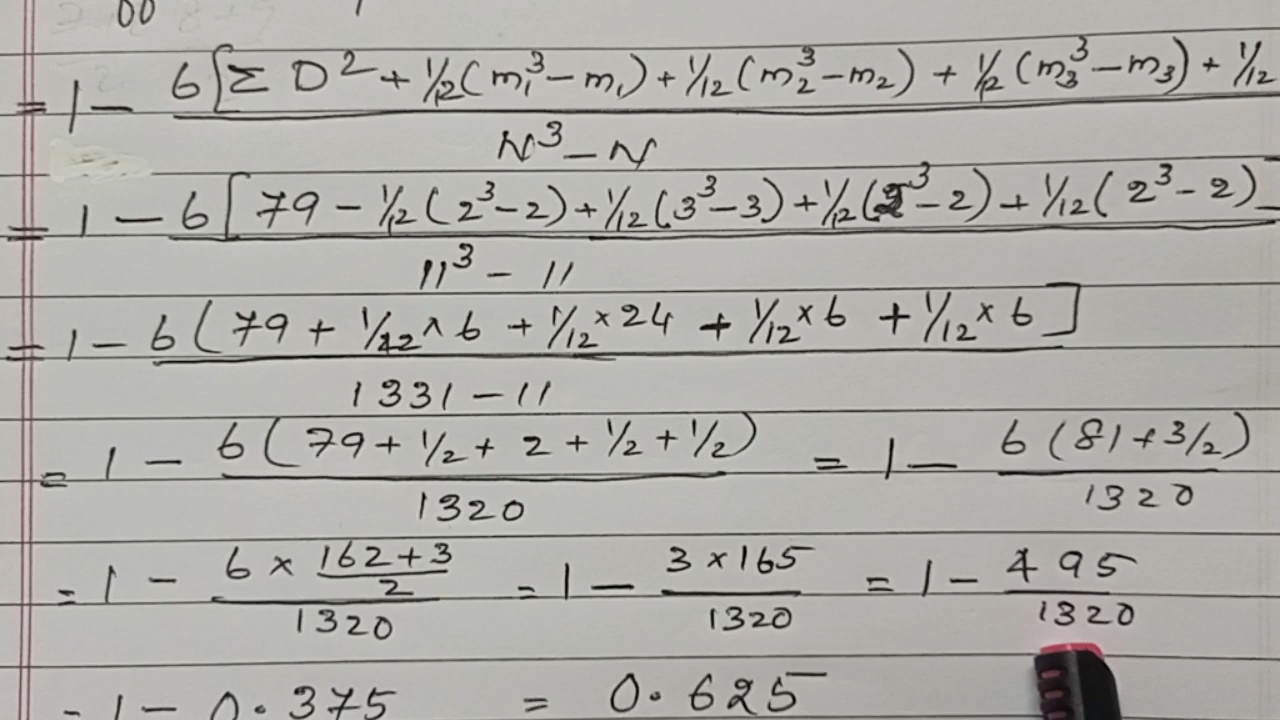 = 1 - 6[Σ D² + 1/12(m₁³ - m₁) + 1/12(m₂³ - m₂) + 1/12(m₃³ - m₃) + 1/12
N³ - N
= 1 - 6[79 - 1/12(2³ - 2) + 1/12(3³ - 3) + 1/12(2³ - 2) + 1/12(2³ - 2)]
11³ - 11
= 1 - 6(79 + 1/12 × 6 + 1/12 × 24 + 1/12 × 6 + 1/12 × 6]
1331 - 11
= 1 - 6(79 + 1/2 + 2 + 1/2 + 1/2) = 1 - 6(81 + 3/2)
1320 1320
= 1 - 6 × 162+3/2 = 1 - 3 × 165 = 1 - 495
1320 1320 1320
= 1 - 0.375 = 0.625